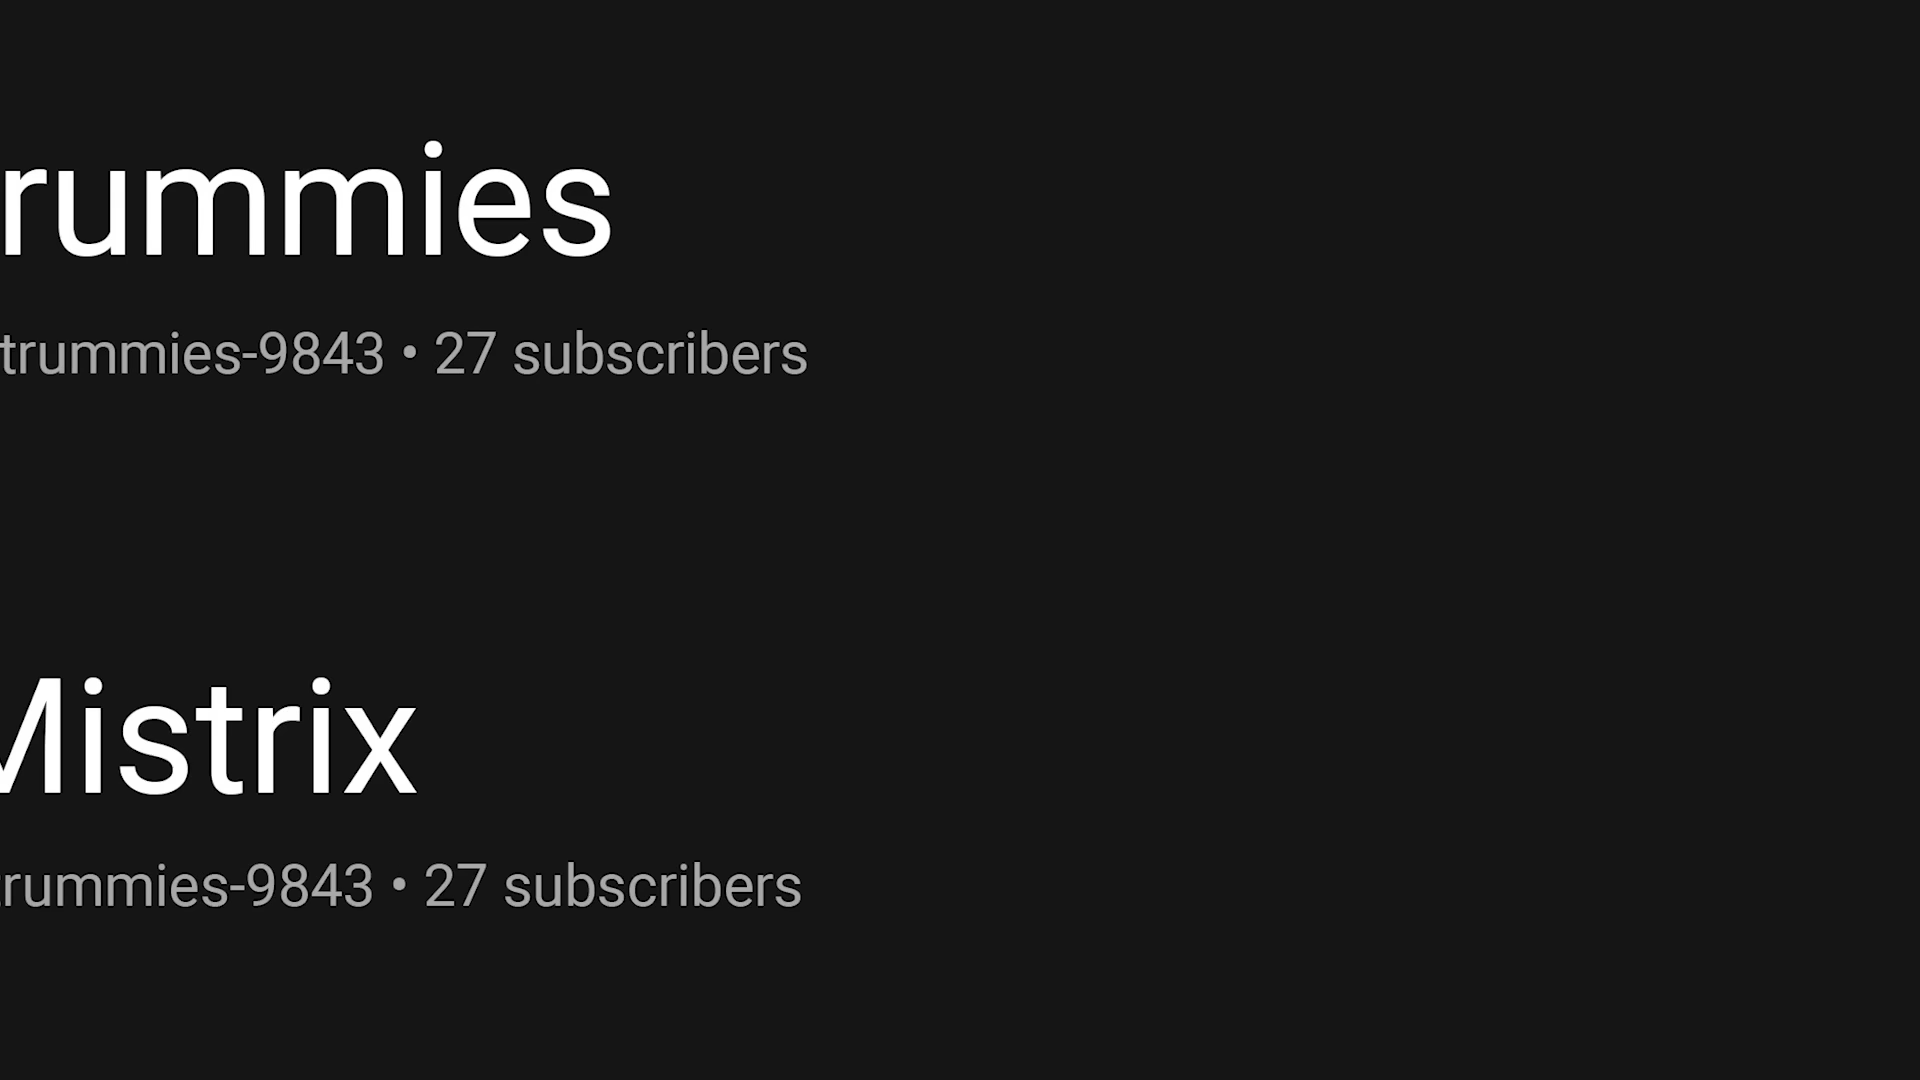 rummies
trummies-9843 • 27 subscribers
Mistrix
rummies-9843 • 27 subscribers